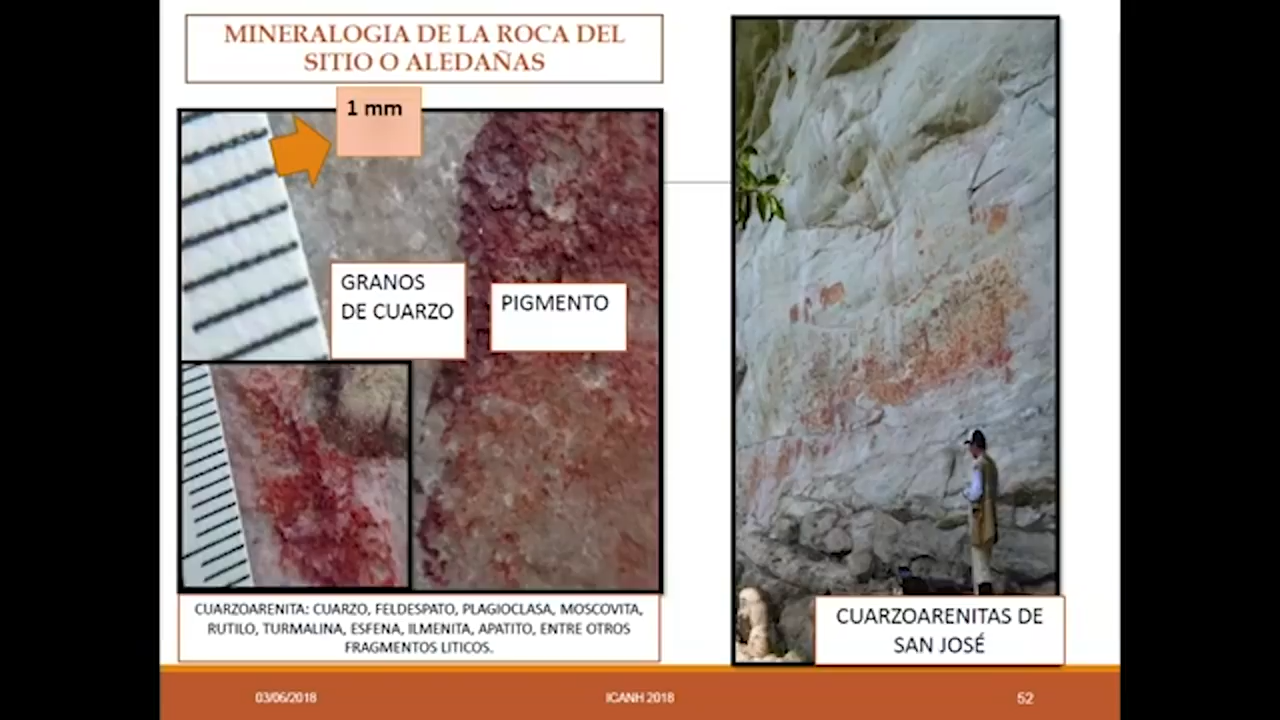 MINERALOGIA DE LA ROCA DEL
SITIO O ALEDAÑAS
1 mm
GRANOS
DE CUARZO
PIGMENTO
CUARZOARENITA: CUARZO, FELDESPATO, PLAGIOCLASA, MOSCOVITA,
RUTILO, TURMALINA, ESFENA, ILMENITA, APATITO, ENTRE OTROS
FRAGMENTOS LITICOS.
CUARZOARENITAS DE
SAN JOSÉ
03/06/2018
ICANH 2018
52